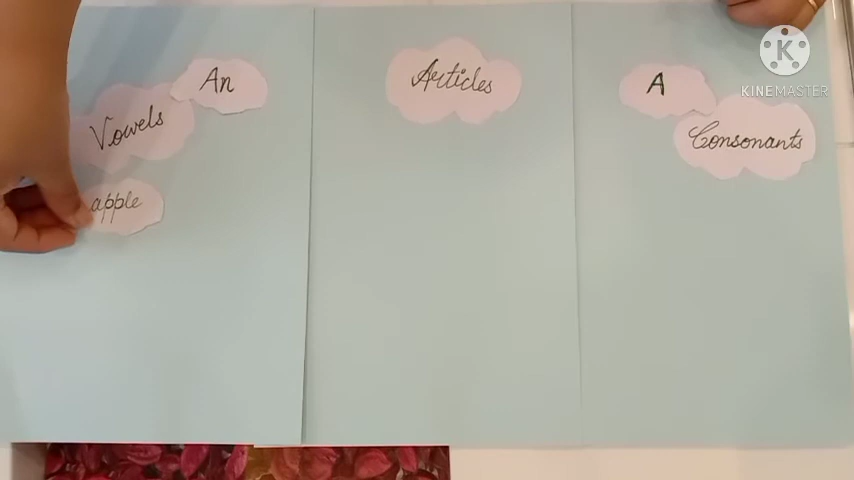 An
Vowels
apple
Articles
A
Consonants
K
KINEMASTER